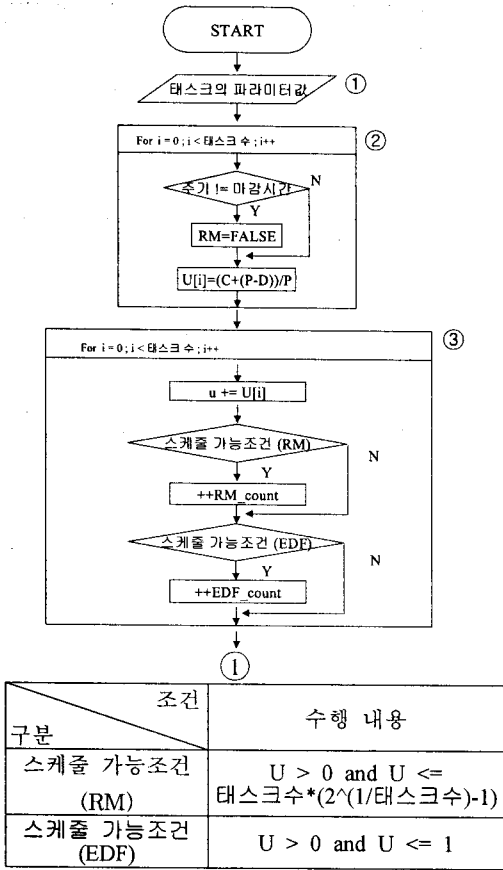 START
태스크의 파라미터값
①
②
For i = 0 ; i < 태스크 수 ; i++
주기 != 마감시간
N
Y
RM=FALSE
U[i]=(C+(P-D))/P
③
For i = 0 ; i < 태스크 수 ; i++
u += U[i]
스케줄 가능조건 (RM)
N
Y
++RM_count
스케줄 가능조건 (EDF)
N
Y
++EDF_count
1
조건
구분
수행 내용
스케줄 가능조건
(RM)
U > 0 and U <=
태스크수*(2^(1/태스크수)-1)
스케줄 가능조건
(EDF)
U > 0 and U <= 1